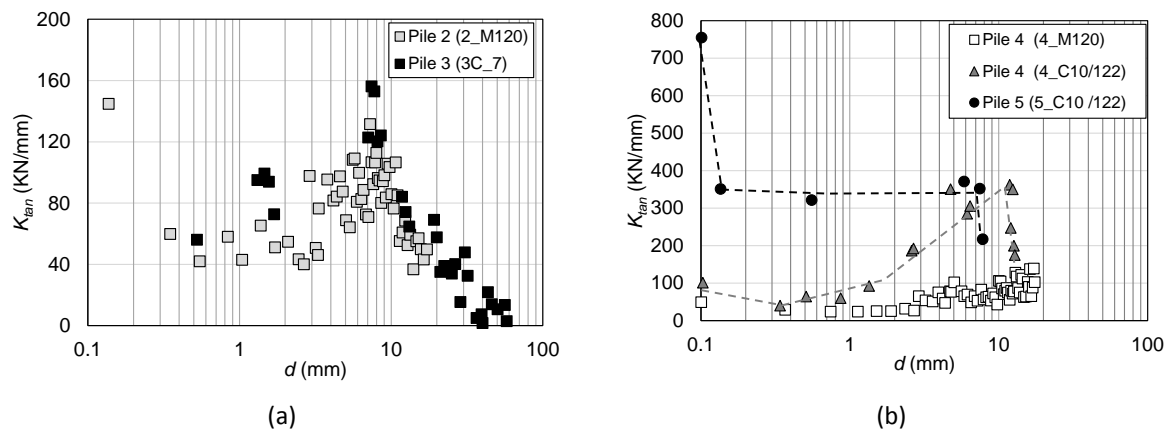 200
160
120
80
40
0
K_tan (KN/mm)
Pile 2 (2_M120)
Pile 3 (3C_7)
0.1 1 10 100
d (mm)
(a)
800
700
600
500
400
300
200
100
0
K_tan (KN/mm)
Pile 4 (4_M120)
Pile 4 (4_C10 /122)
Pile 5 (5_C10 /122)
0.1 1 10 100
d (mm)
(b)